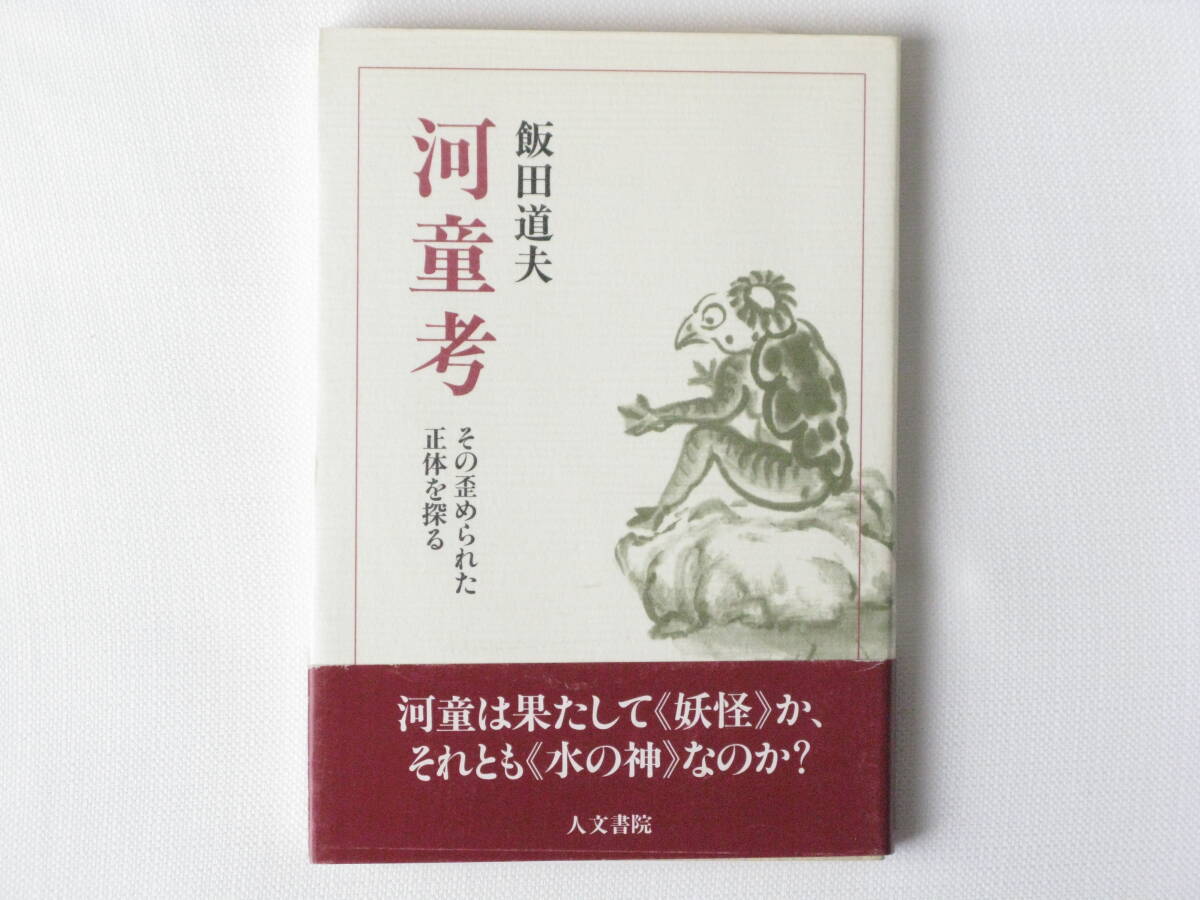 飯田道夫
河童考
その歪められた
正体を探る
河童は果たして《妖怪》か、
それとも《水の神》なのか?
人文書院